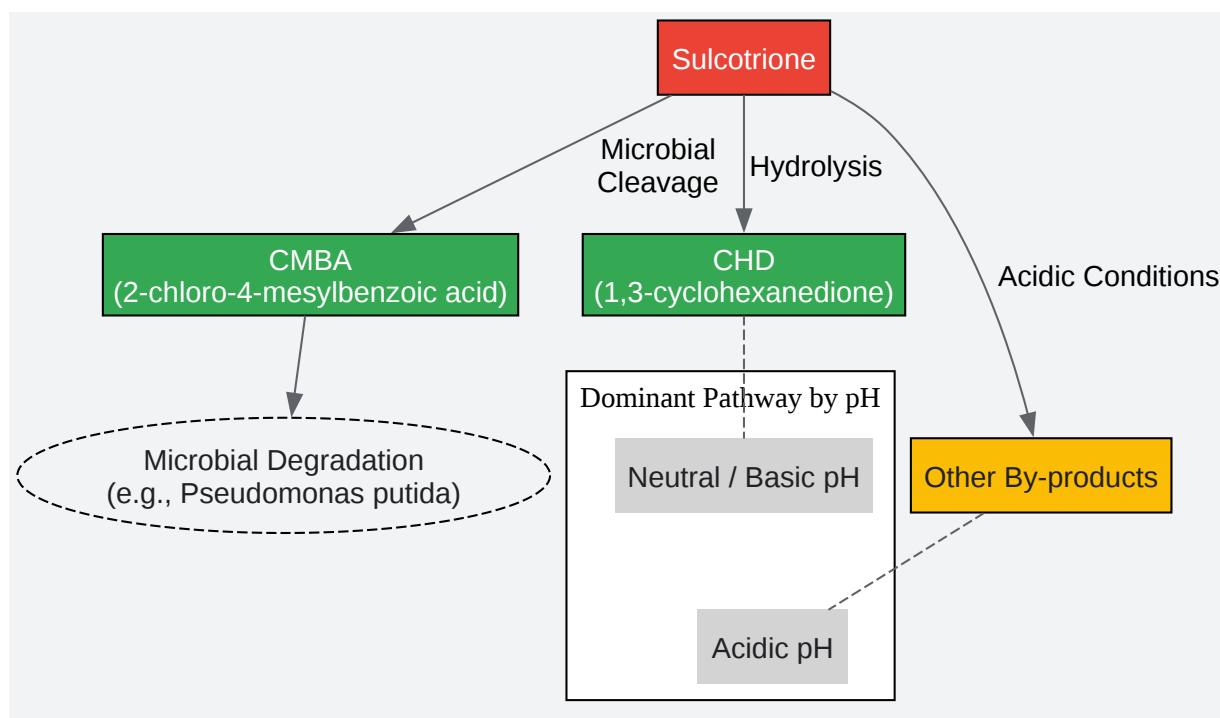 Sulcotrione
Microbial
Cleavage
Hydrolysis
Acidic Conditions
CMBA
(2-chloro-4-mesylbenzoic acid)
CHD
(1,3-cyclohexanedione)
Dominant Pathway by pH
Microbial Degradation
(e.g., Pseudomonas putida)
Neutral / Basic pH
Other By-products
Acidic pH